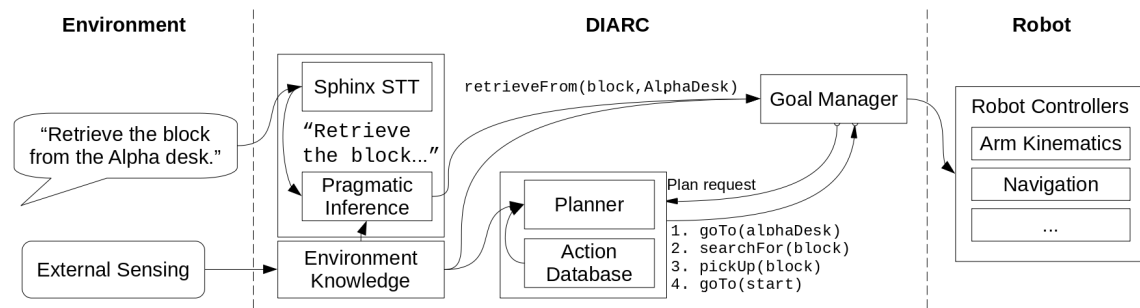 Environment
DIARC
Robot
Sphinx STT
retrieveFrom(block,AlphaDesk)
Goal Manager
Robot Controllers
“Retrieve the block
from the Alpha desk.”
“Retrieve
the block…”
Arm Kinematics
Pragmatic
Inference
Plan request
Planner
Navigation
1. goTo(alphaDesk)
2. searchFor(block)
3. pickUp(block)
4. goTo(start)
...
External Sensing
Environment
Knowledge
Action
Database